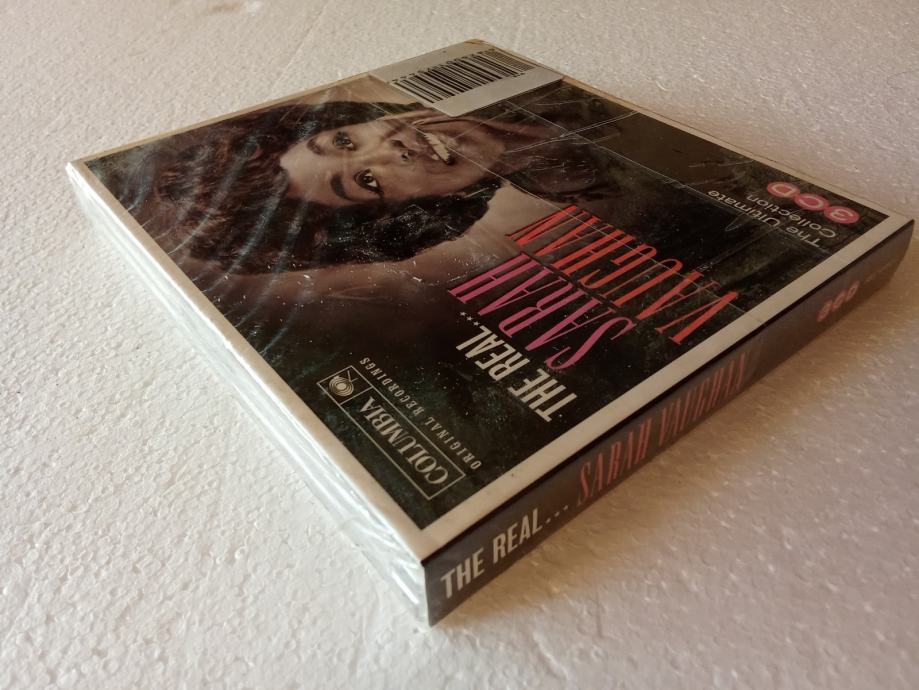 THE REAL...
SARAH
VAUGHAN
3CD
The Ultimate
Collection
COLUMBIA
ORIGINAL RECORDINGS
THE REAL... SARAH VAUGHAN
3CD